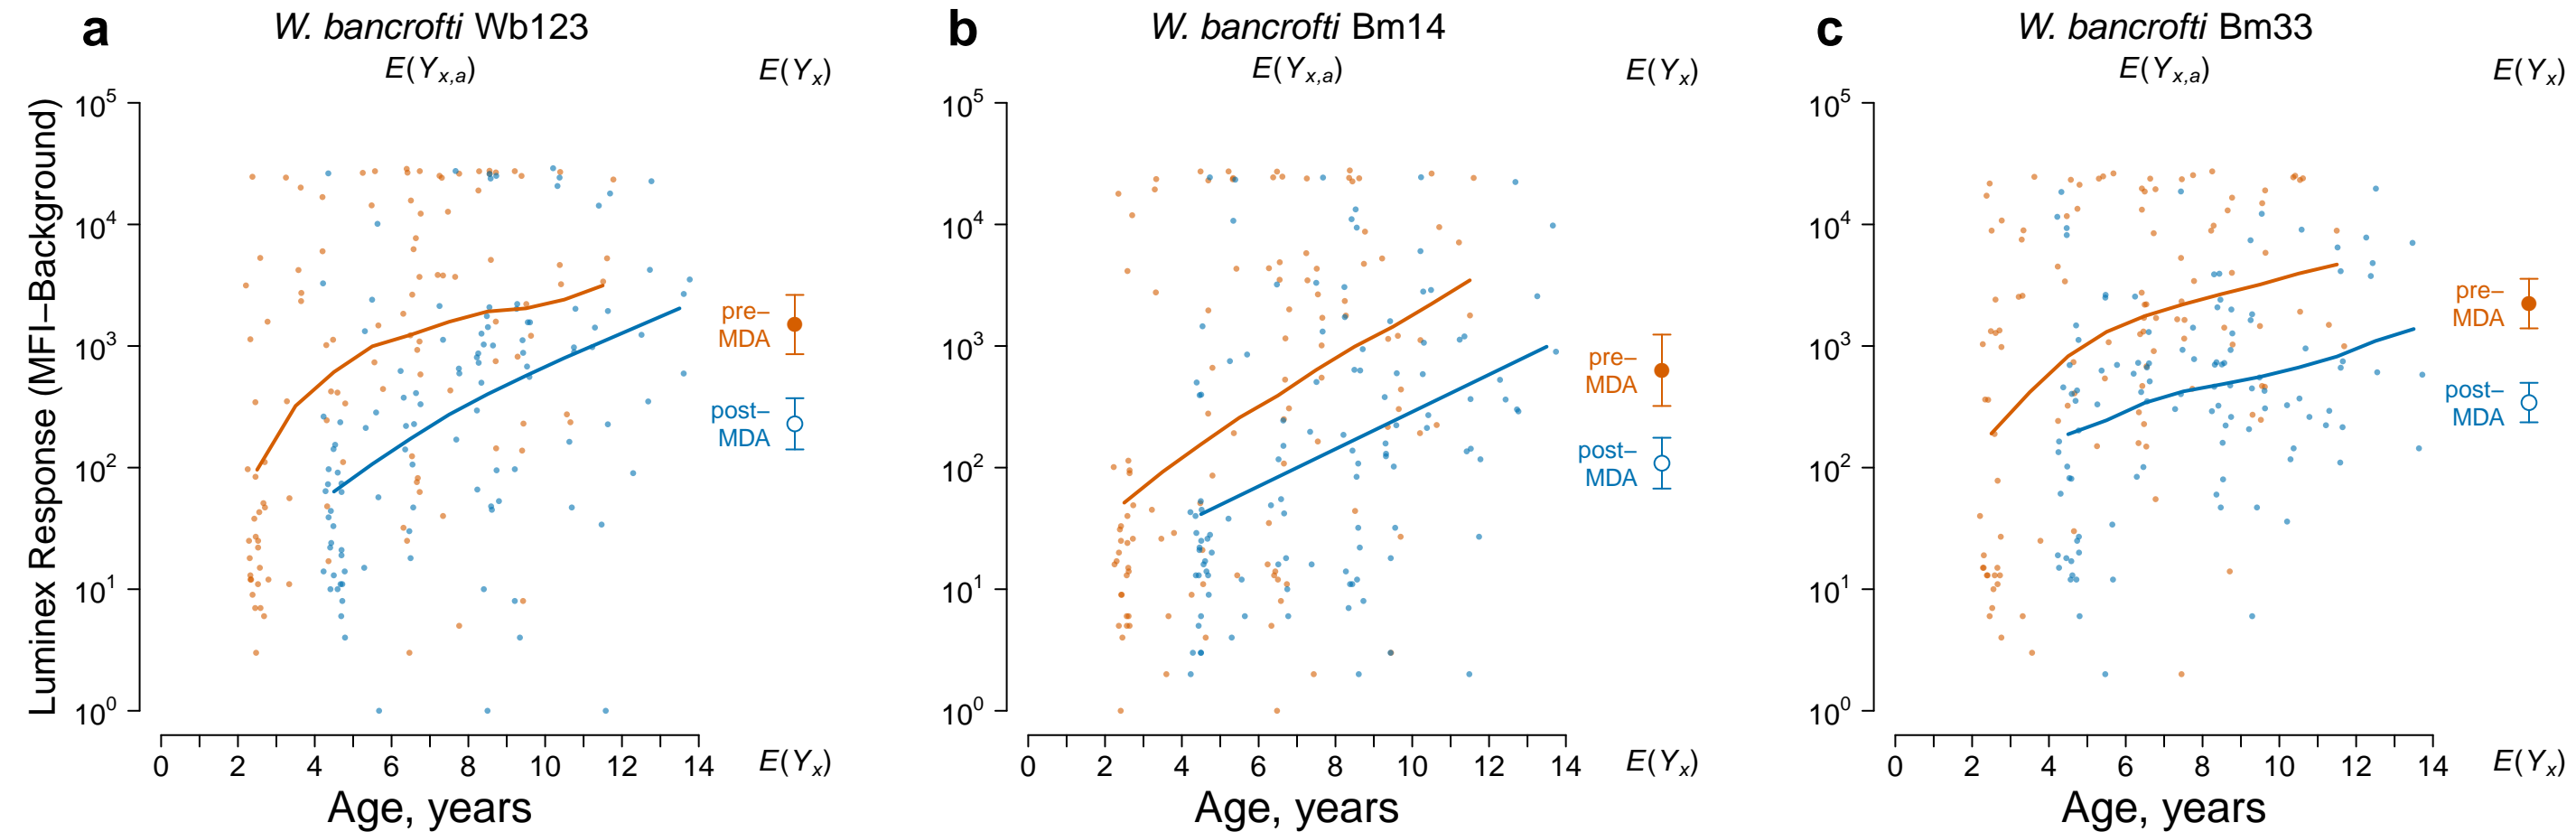 a W. bancrofti Wb123
E(Yx,a) E(Yx)
Luminex Response (MFI−Background)
10^5
10^4
10^3
10^2
10^1
10^0
pre−
MDA
post−
MDA
0 2 4 6 8 10 12 14 E(Yx)
Age, years
b W. bancrofti Bm14
E(Yx,a) E(Yx)
10^5
10^4
10^3
10^2
10^1
10^0
pre−
MDA
post−
MDA
0 2 4 6 8 10 12 14 E(Yx)
Age, years
c W. bancrofti Bm33
E(Yx,a) E(Yx)
10^5
10^4
10^3
10^2
10^1
10^0
pre−
MDA
post−
MDA
0 2 4 6 8 10 12 14 E(Yx)
Age, years